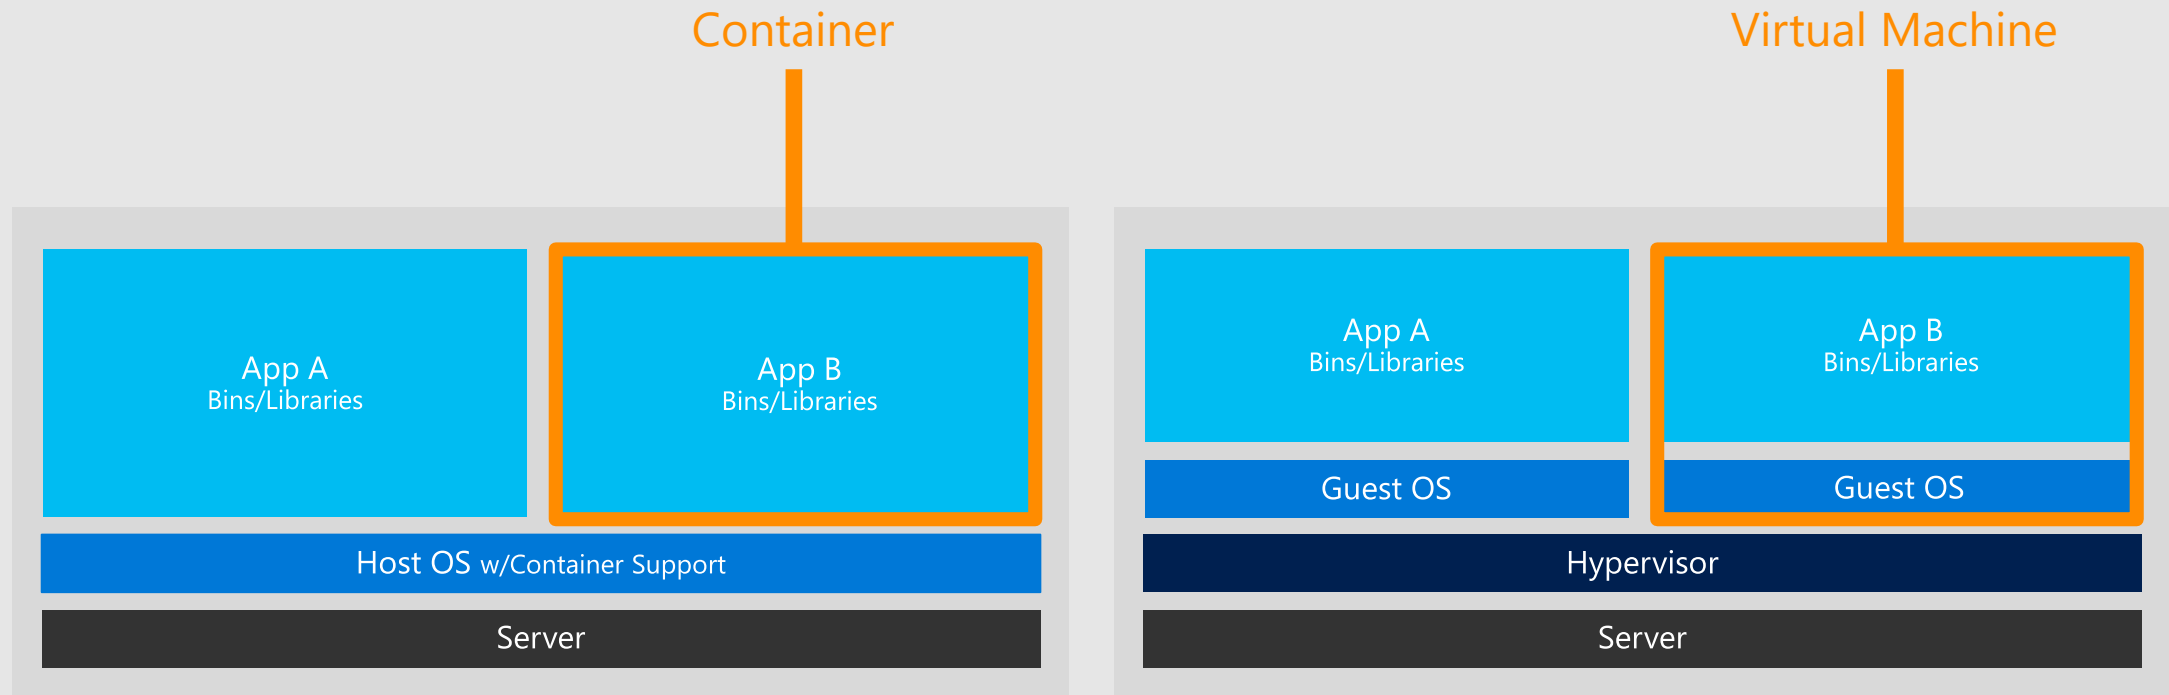 Container
Virtual Machine
App A
Bins/Libraries
App B
Bins/Libraries
Host OS w/Container Support
Server
App A
Bins/Libraries
App B
Bins/Libraries
Guest OS
Guest OS
Hypervisor
Server